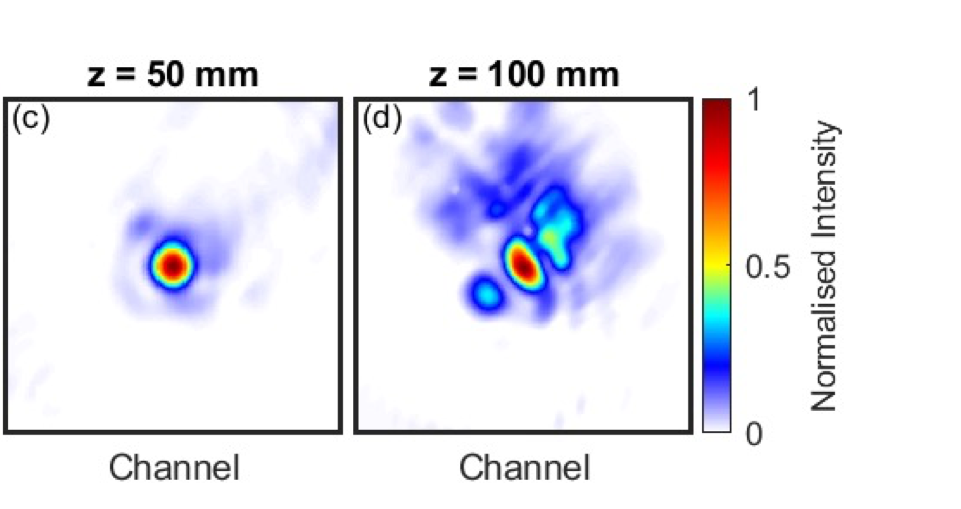 z = 50 mm
z = 100 mm
(c)
(d)
1
0.5
0
Normalised Intensity
Channel
Channel